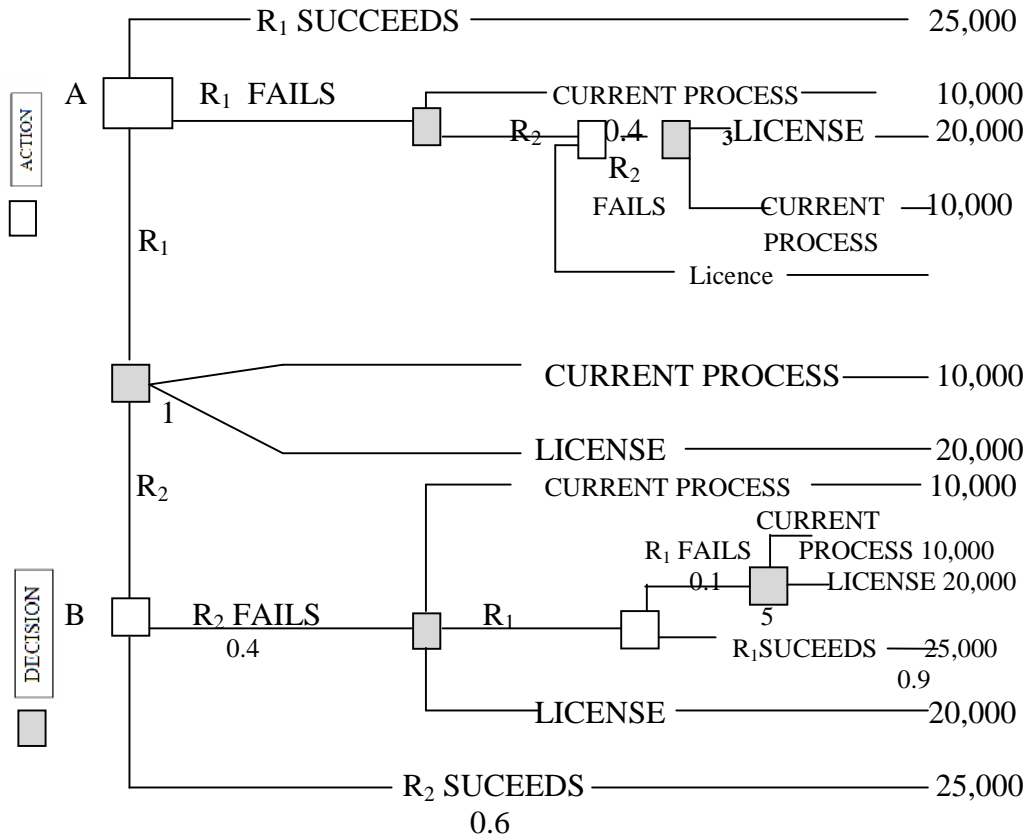 R₁ SUCCEEDS 25,000
A R₁ FAILS CURRENT PROCESS 10,000
ACTION
R₂ 0.4 3 LICENSE 20,000
R₂
FAILS CURRENT 10,000
PROCESS
R₁
Licence
CURRENT PROCESS 10,000
1
LICENSE 20,000
R₂ CURRENT PROCESS 10,000
CURRENT
R₁ FAILS PROCESS 10,000
0.1 LICENSE 20,000
DECISION
B R₂ FAILS R₁ 5
0.4 R₁SUCEEDS 25,000
0.9
LICENSE 20,000
R₂ SUCEEDS 25,000
0.6